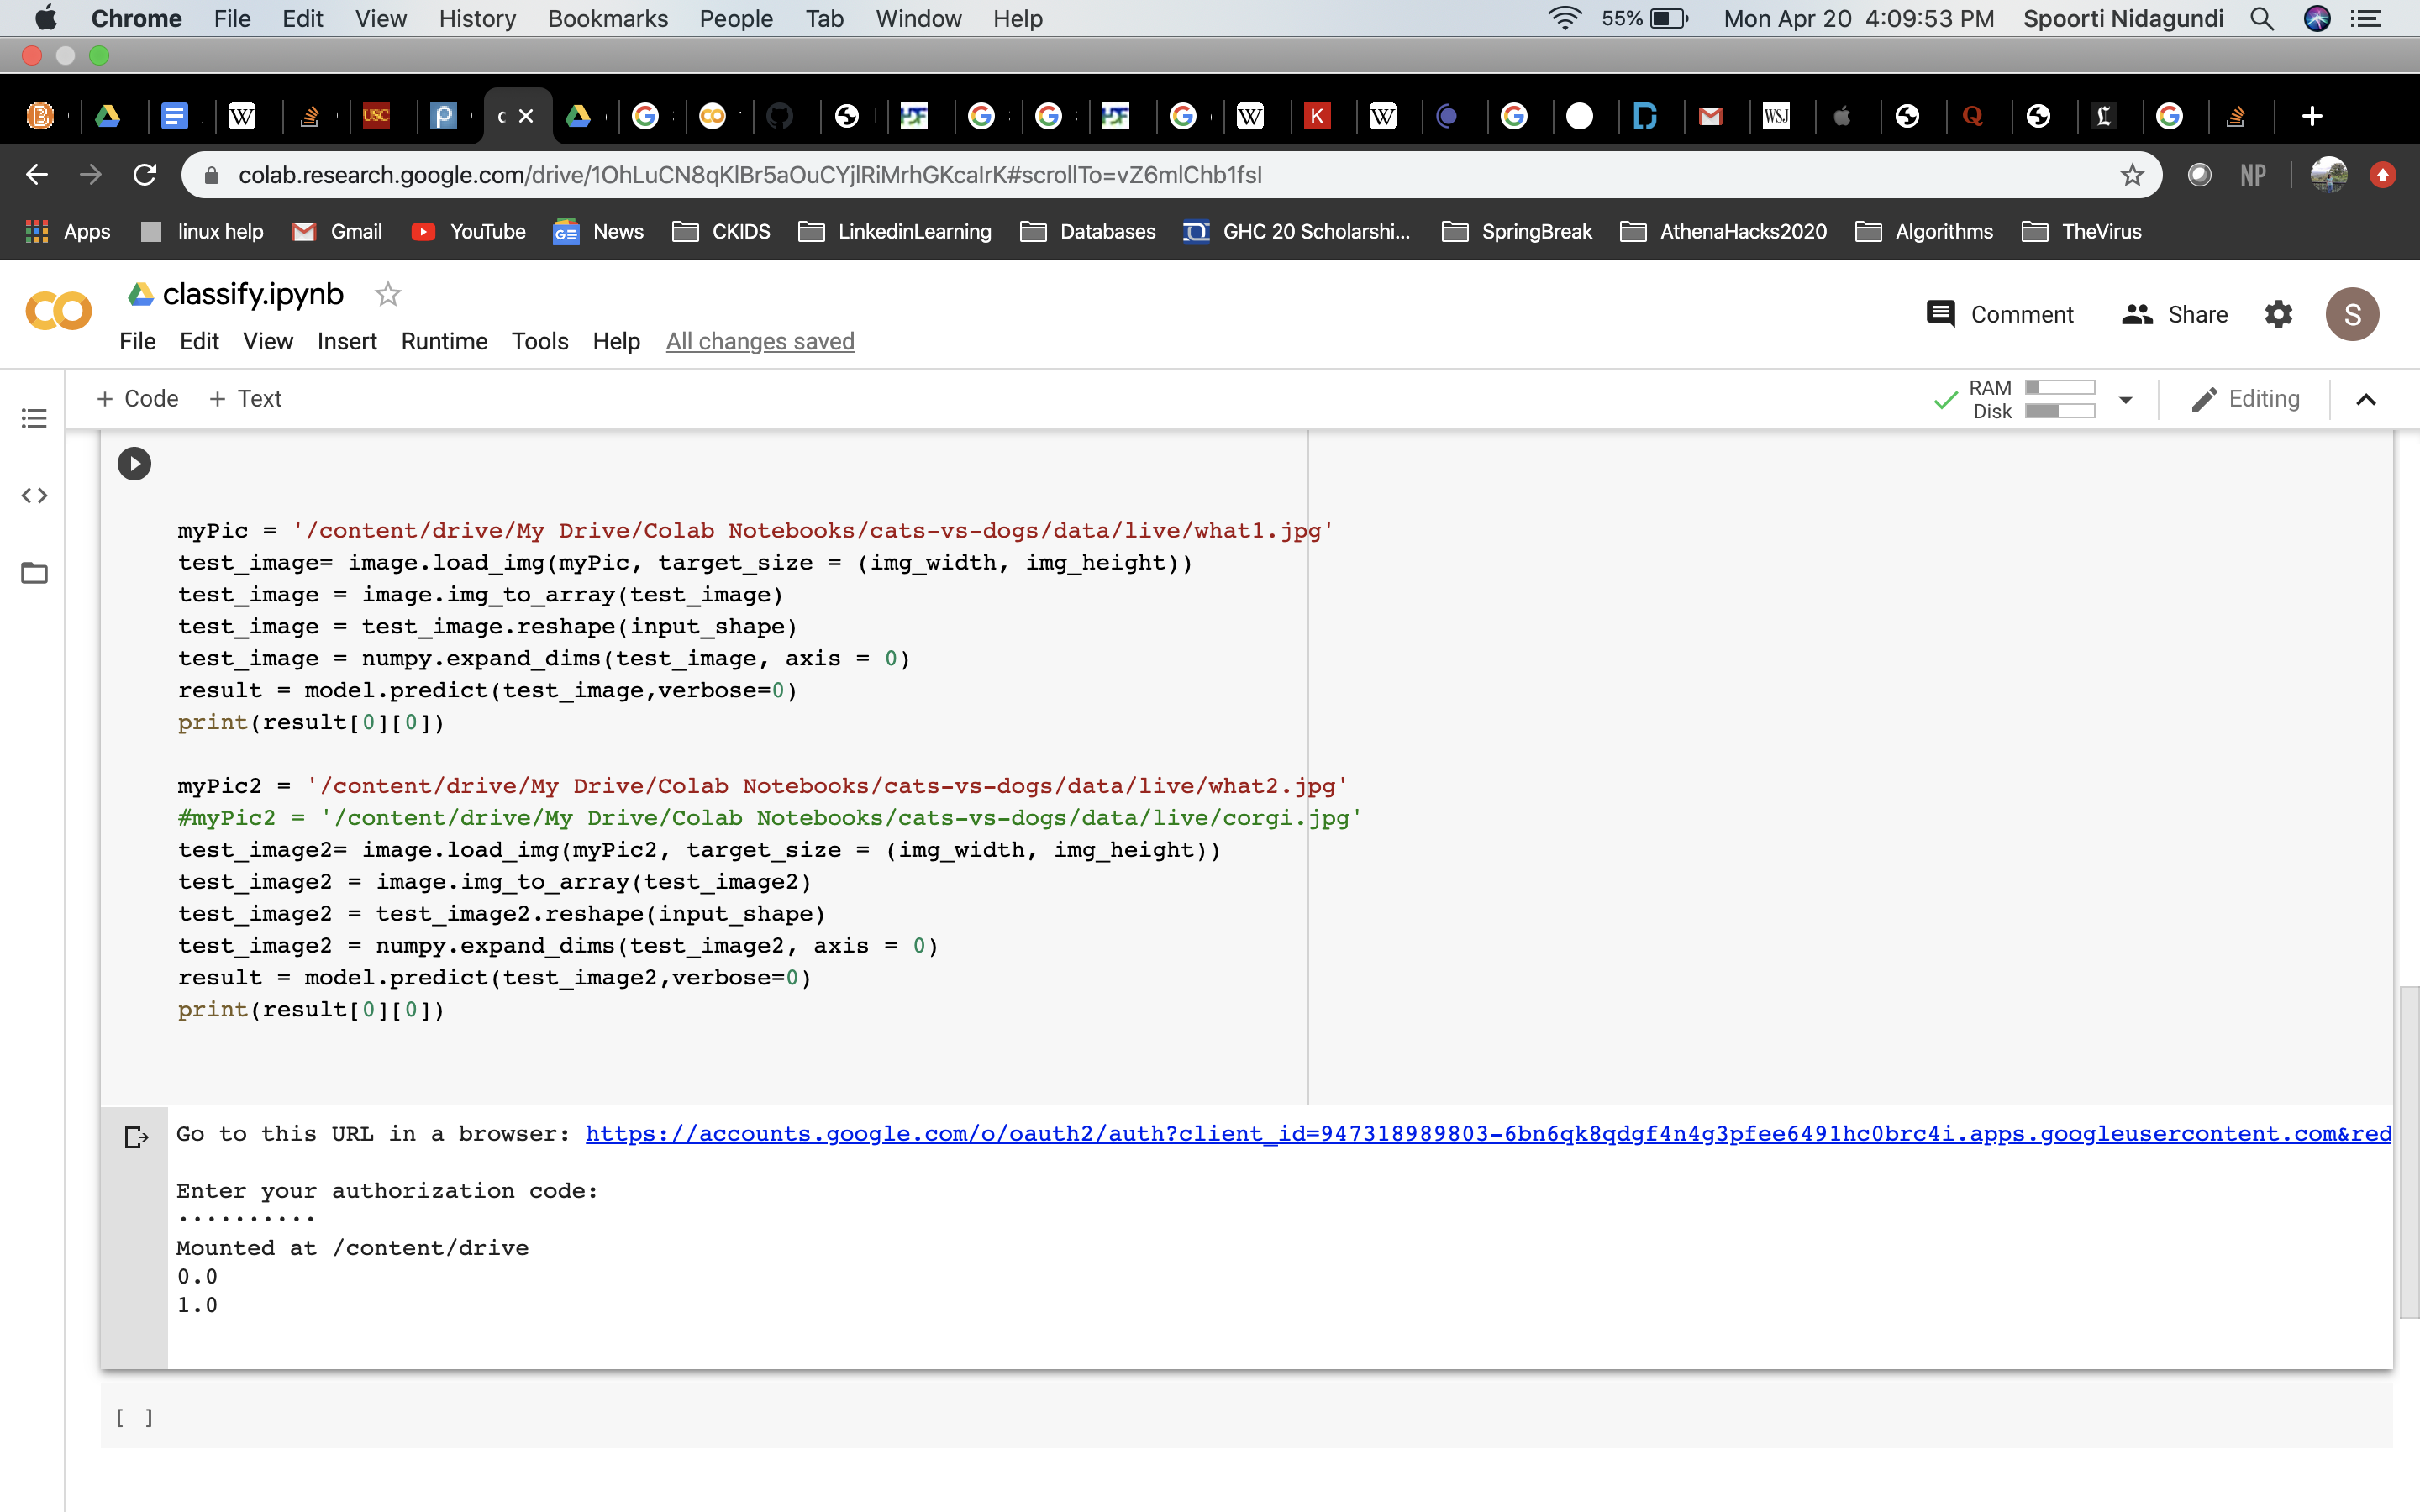 Chrome File Edit View History Bookmarks People Tab Window Help 55% Mon Apr 20 4:09:53 PM Spoorti Nidagundi
colab.research.google.com/drive/1OhLuCN8qKlBr5aOuCYjlRiMrhGKcaIrK#scrollTo=vZ6mlChb1fsI NP
Apps linux help Gmail YouTube News CKIDS LinkedinLearning Databases GHC 20 Scholarshi... SpringBreak AthenaHacks2020 Algorithms TheVirus
classify.ipynb
Comment Share S
File Edit View Insert Runtime Tools Help All changes saved
+ Code + Text RAM Disk Editing
myPic = '/content/drive/My Drive/Colab Notebooks/cats-vs-dogs/data/live/what1.jpg'
test_image= image.load_img(myPic, target_size = (img_width, img_height))
test_image = image.img_to_array(test_image)
test_image = test_image.reshape(input_shape)
test_image = numpy.expand_dims(test_image, axis = 0)
result = model.predict(test_image,verbose=0)
print(result[0][0])
myPic2 = '/content/drive/My Drive/Colab Notebooks/cats-vs-dogs/data/live/what2.jpg'
#myPic2 = '/content/drive/My Drive/Colab Notebooks/cats-vs-dogs/data/live/corgi.jpg'
test_image2= image.load_img(myPic2, target_size = (img_width, img_height))
test_image2 = image.img_to_array(test_image2)
test_image2 = test_image2.reshape(input_shape)
test_image2 = numpy.expand_dims(test_image2, axis = 0)
result = model.predict(test_image2,verbose=0)
print(result[0][0])
Go to this URL in a browser: https://accounts.google.com/o/oauth2/auth?client_id=947318989803-6bn6qk8qdgf4n4g3pfee6491hc0brc4i.apps.googleusercontent.com&red
Enter your authorization code:
··········
Mounted at /content/drive
0.0
1.0
[ ]